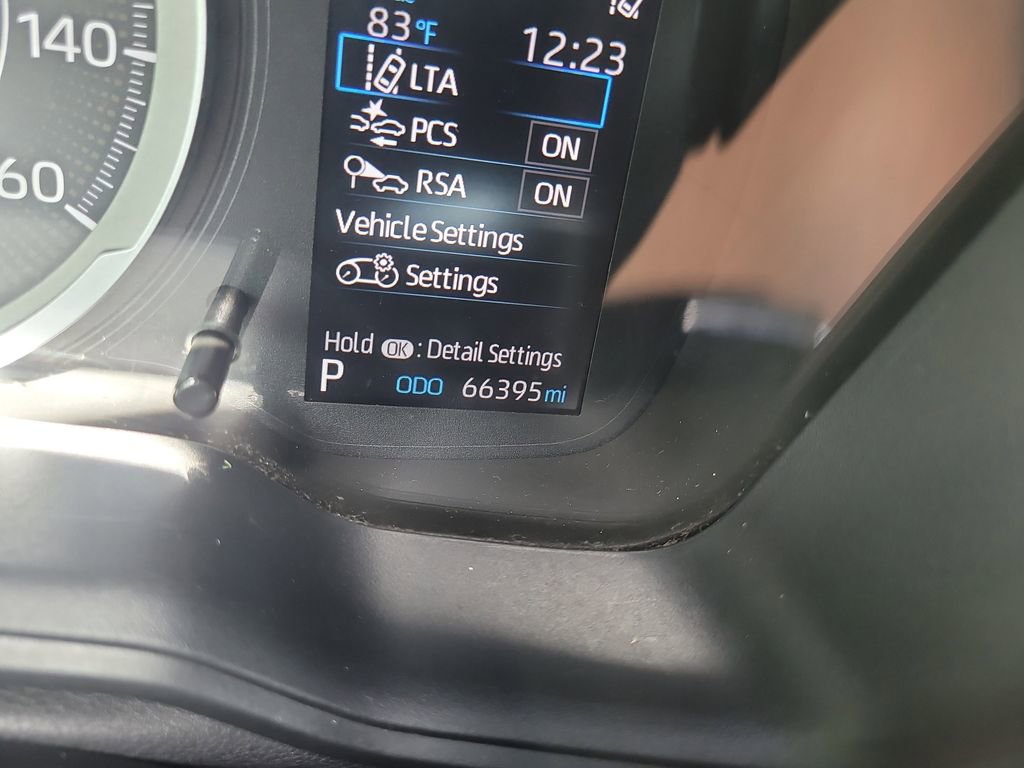 140
60
83°F
12:23
LTA
PCS ON
RSA ON
Vehicle Settings
Settings
Hold OK : Detail Settings
P ODO 66395 mi